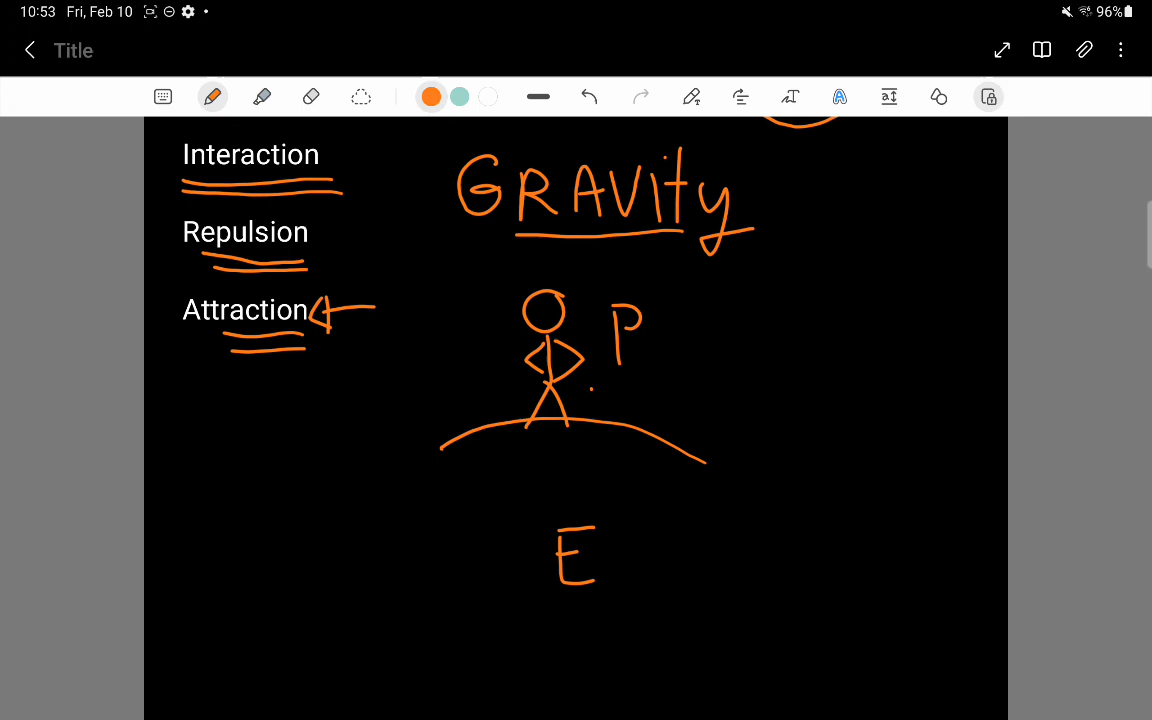 10:53 Fri, Feb 10
96%
Title
Interaction
GRAVity
Repulsion
Attraction
P
E